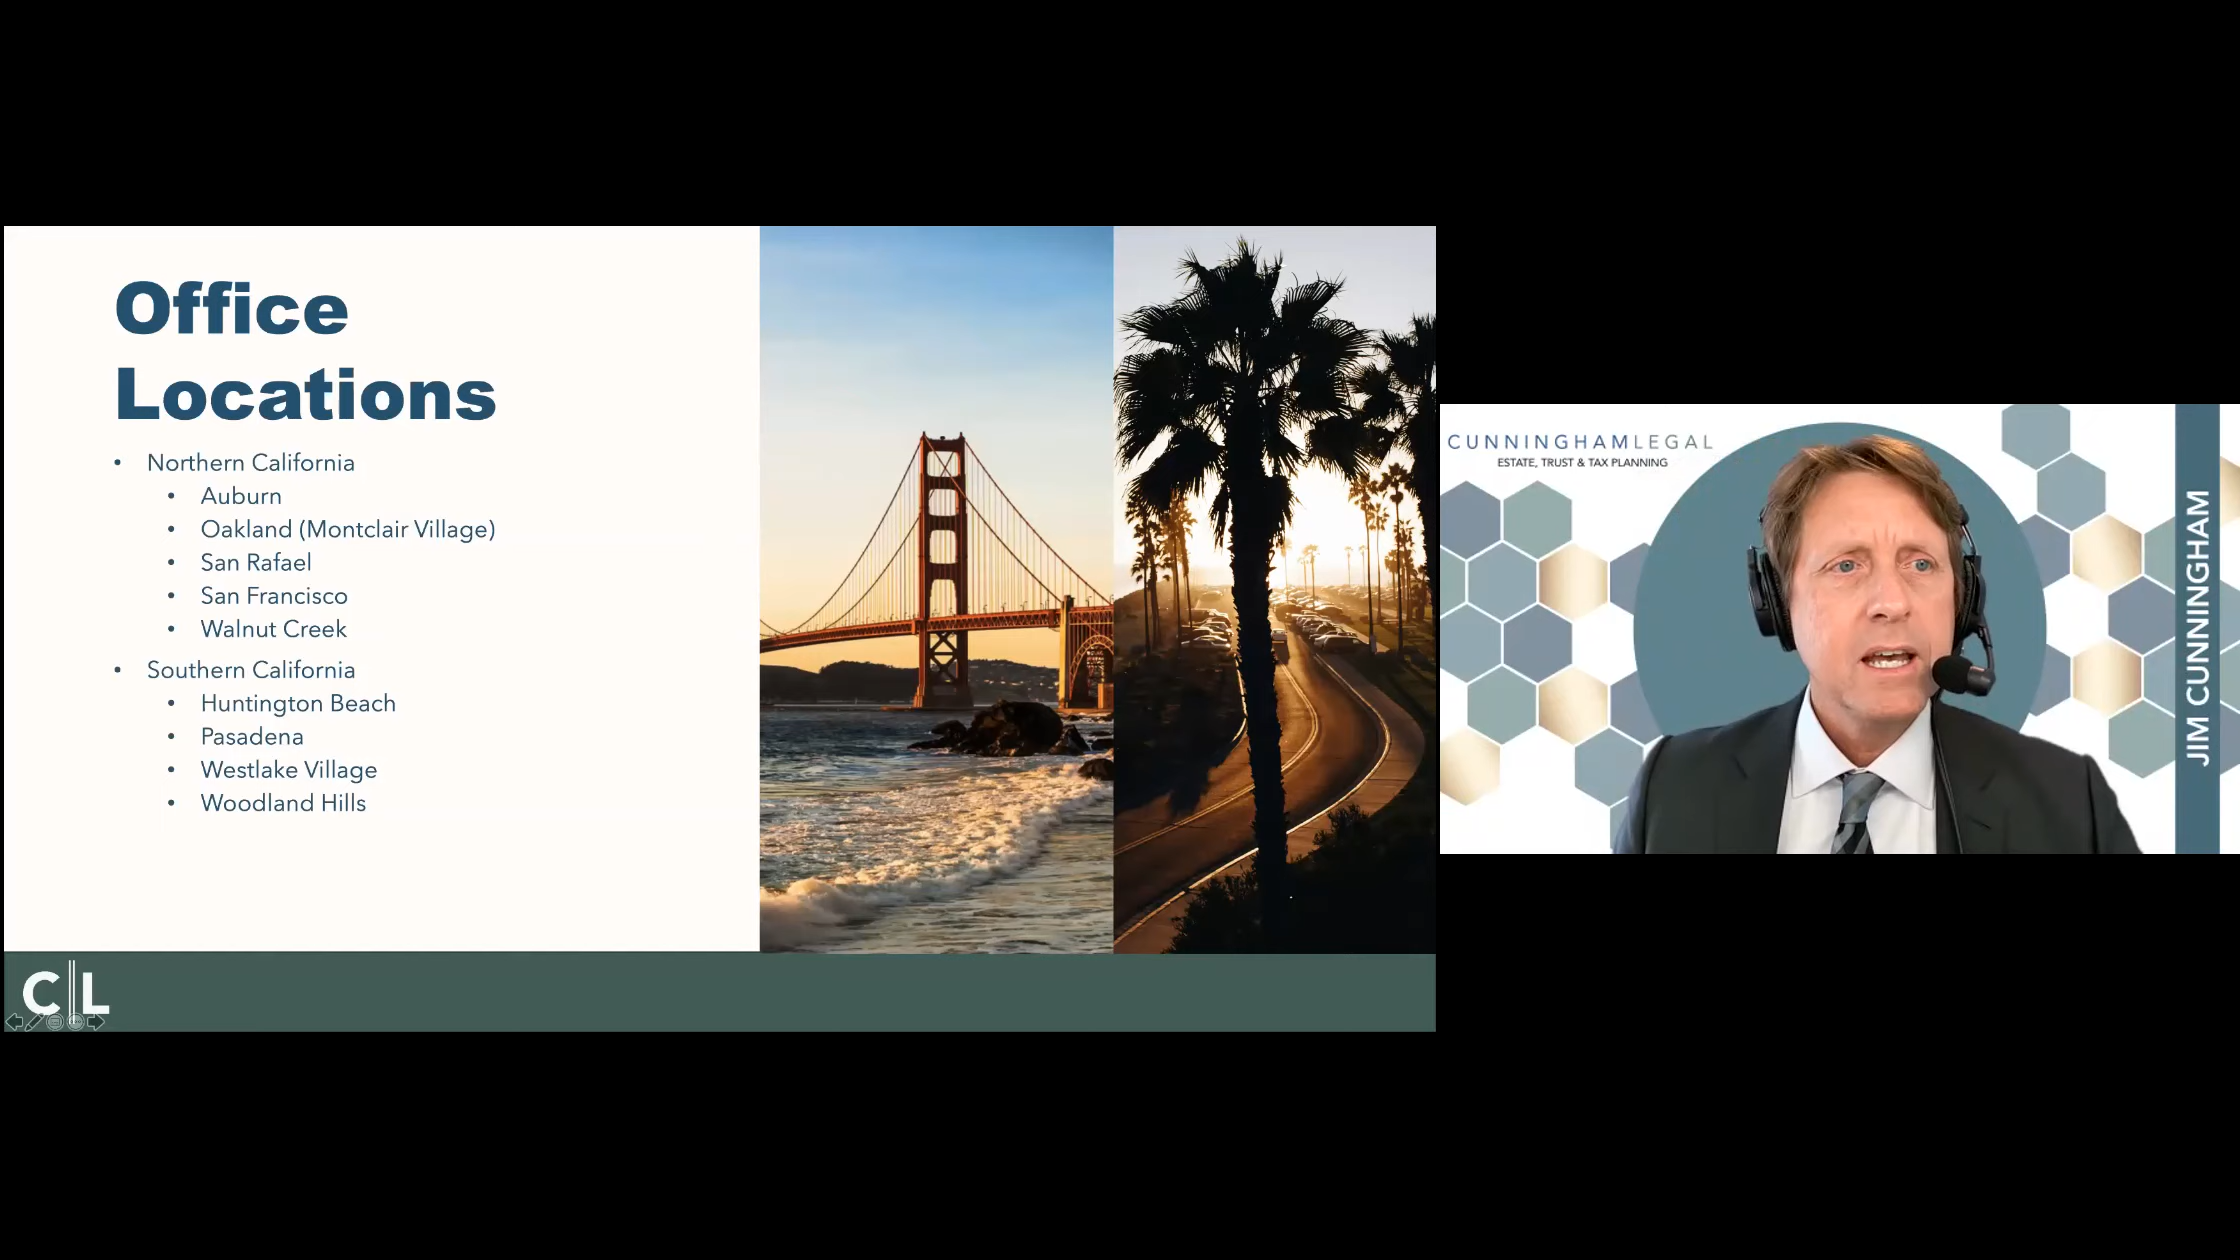 Office
Locations
• Northern California
• Auburn
• Oakland (Montclair Village)
• San Rafael
• San Francisco
• Walnut Creek
• Southern California
• Huntington Beach
• Pasadena
• Westlake Village
• Woodland Hills
CL
CUNNINGHAMLEGAL
ESTATE, TRUST & TAX PLANNING
JIM CUNNINGHAM